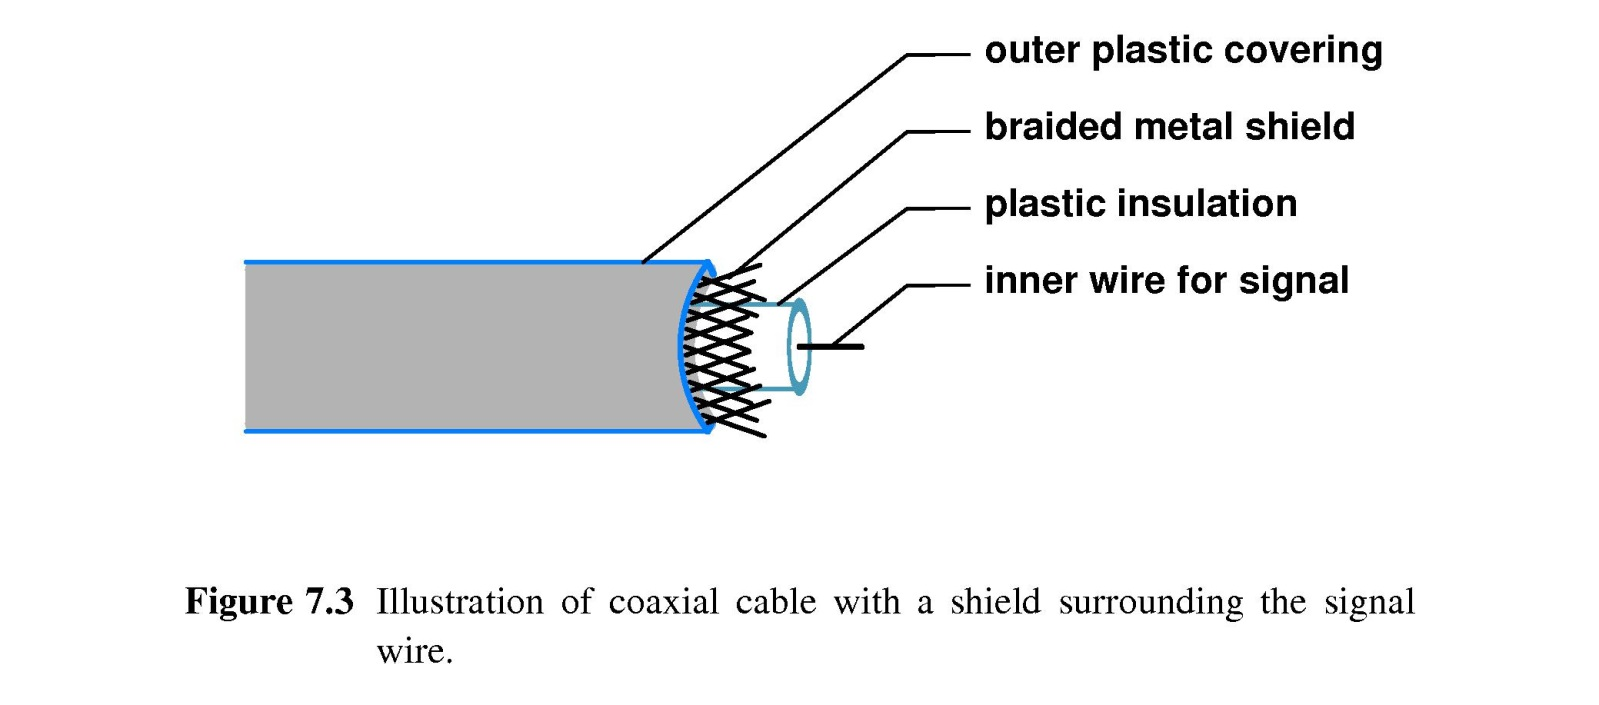 outer plastic covering
braided metal shield
plastic insulation
inner wire for signal
Figure 7.3 Illustration of coaxial cable with a shield surrounding the signal
wire.